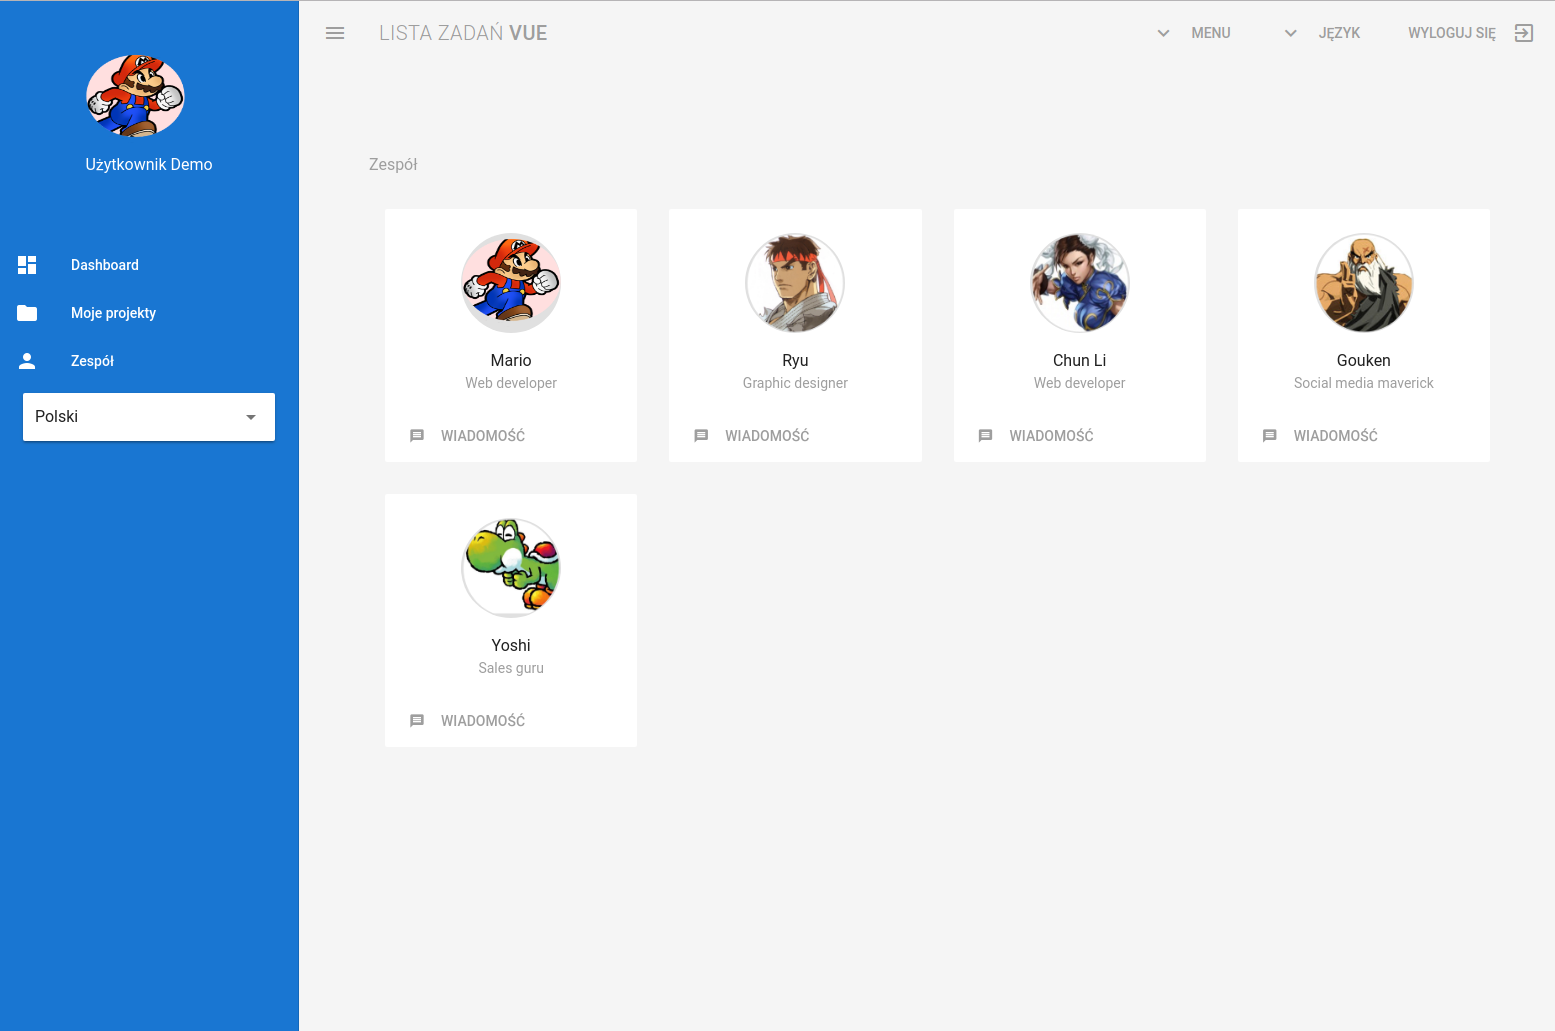 LISTA ZADAŃ VUE
MENU
JĘZYK
WYLOGUJ SIĘ
Użytkownik Demo
Dashboard
Moje projekty
Zespół
Polski
Zespół
Mario
Web developer
WIADOMOŚĆ
Ryu
Graphic designer
WIADOMOŚĆ
Chun Li
Web developer
WIADOMOŚĆ
Gouken
Social media maverick
WIADOMOŚĆ
Yoshi
Sales guru
WIADOMOŚĆ